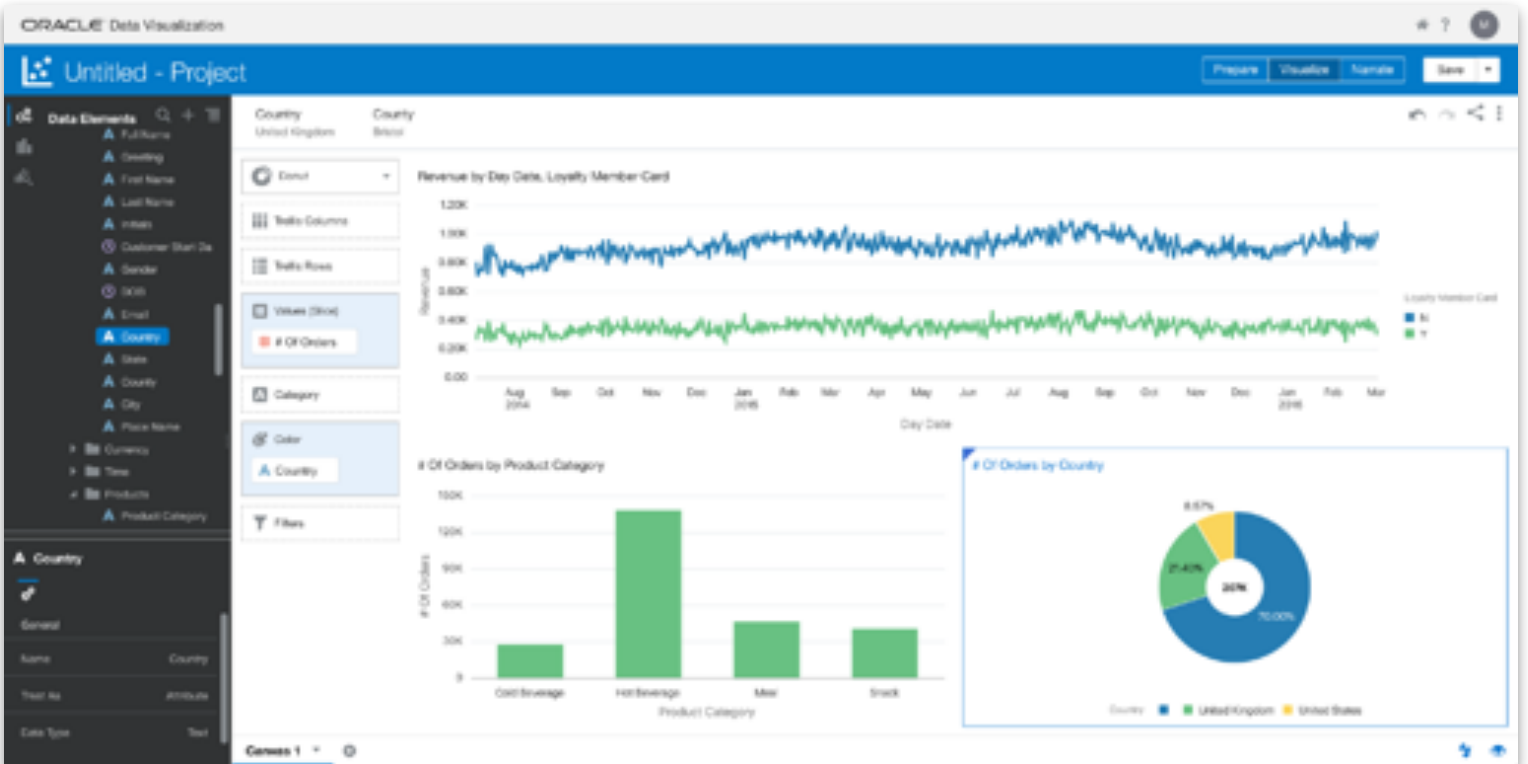 ORACLE Data Visualization
?
M
Untitled - Project
Prepare
Visualize
Narrate
Save
Data Elements
Full Name
Greeting
First Name
Last Name
Initials
Customer Start Da
Gender
DOB
Email
Country
State
County
City
Place Name
Currency
Time
Products
Product Category
A Country
General
Name Country
Treat As Attribute
Data Type Text
Country
United Kingdom
County
Bristol
Donut
Trellis Columns
Trellis Rows
Values (Slice)
# Of Orders
Category
Color
A Country
Filters
Revenue by Day Date, Loyalty Member Card
1.20K
1.00K
0.80K
0.60K
0.40K
0.20K
0.00
Revenue
Aug Sep Oct Nov Dec Jan Feb Mar Apr May Jun Jul Aug Sep Oct Nov Dec Jan Feb Mar
2014 2015 2016
Day Date
Loyalty Member Card
N
Y
# Of Orders by Product Category
150K
120K
90K
60K
30K
0
# Of Orders
Cold Beverage Hot Beverage Meal Snack
Product Category
# Of Orders by Country
8.57%
21.43%
70.00%
Country United Kingdom United States
Canvas 1